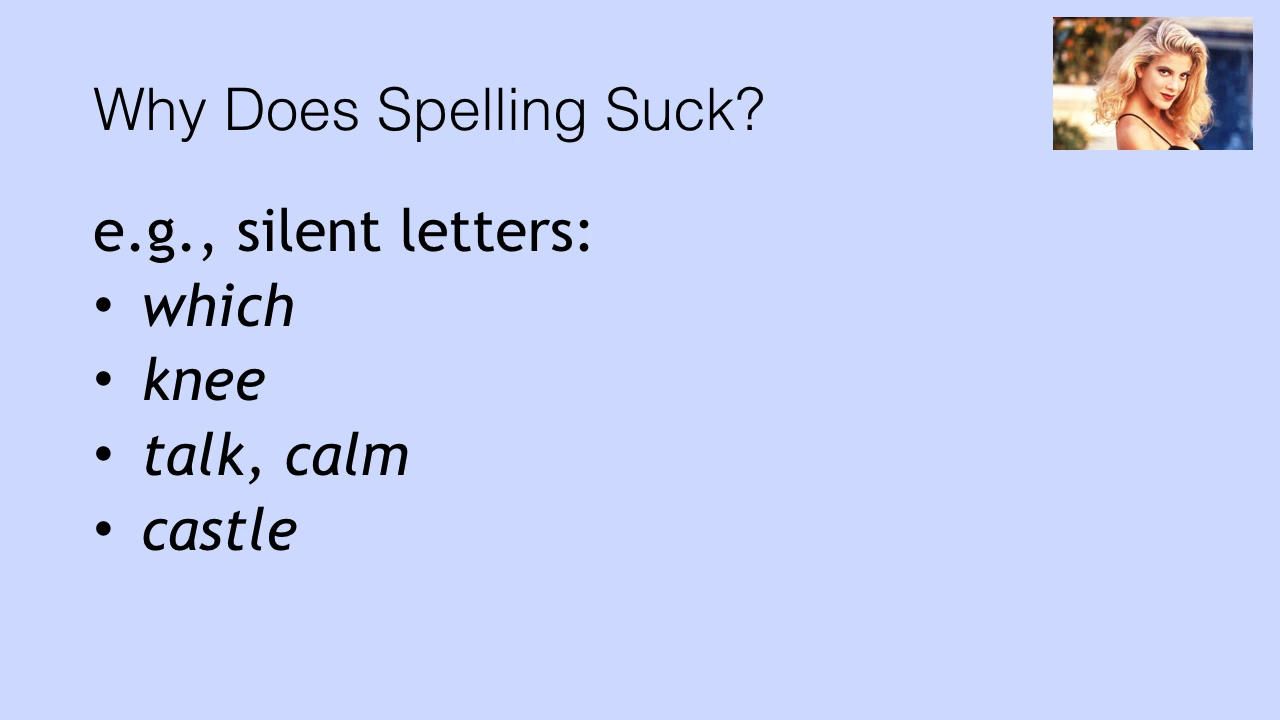 Why Does Spelling Suck?
e.g., silent letters:
• which
• knee
• talk, calm
• castle